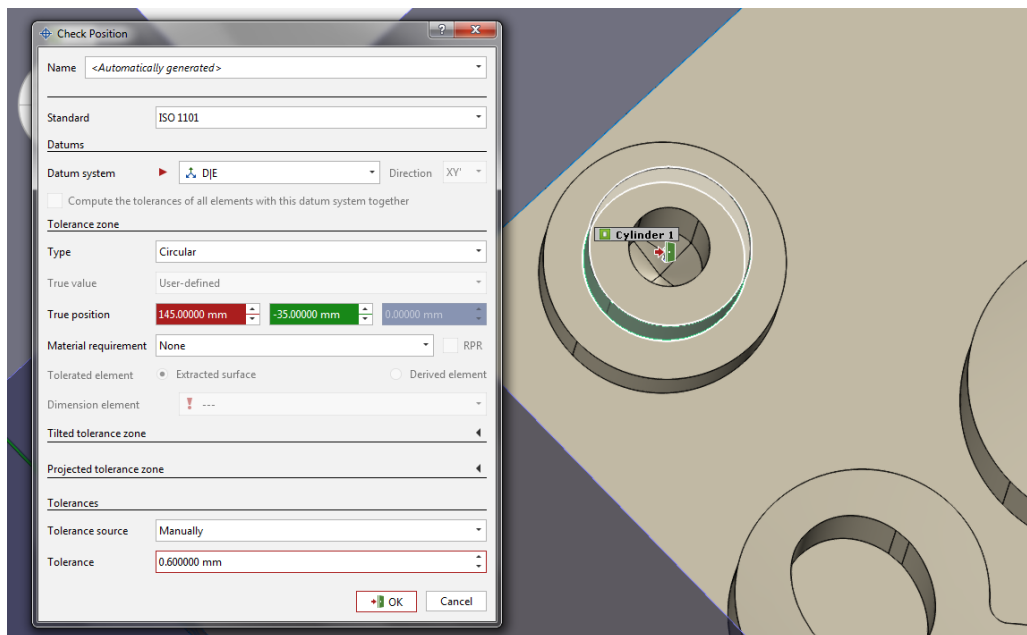 Check Position
? x
Name <Automatically generated>
Standard ISO 1101
Datums
Datum system D|E Direction XY'
Compute the tolerances of all elements with this datum system together
Tolerance zone
Type Circular
True value User-defined
True position 145.00000 mm -35.00000 mm 0.00000 mm
Material requirement None RPR
Tolerated element Extracted surface Derived element
Dimension element ! ---
Tilted tolerance zone
Projected tolerance zone
Tolerances
Tolerance source Manually
Tolerance 0.600000 mm
OK Cancel
Cylinder 1